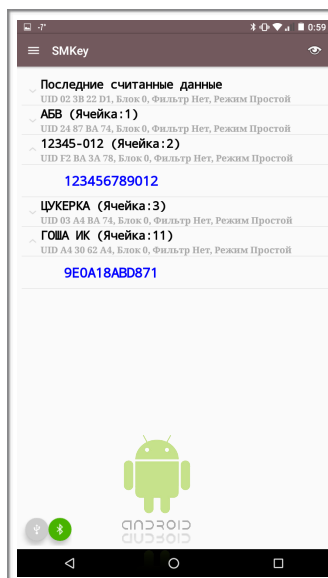 -7° 0:59
SMKey
Последние считанные данные
UID 02 3B 22 D1, Блок 0, Фильтр Нет, Режим Простой
АБВ (Ячейка:1)
UID 24 87 BA 74, Блок 0, Фильтр Нет, Режим Простой
12345-012 (Ячейка:2)
UID F2 BA 3A 78, Блок 0, Фильтр Нет, Режим Простой
123456789012
ЦУКЕРКА (Ячейка:3)
UID 03 A4 BA 74, Блок 0, Фильтр Нет, Режим Простой
ГОША ИК (Ячейка:11)
UID A4 30 62 A4, Блок 0, Фильтр Нет, Режим Простой
9E0A18ABD871
ANDROID